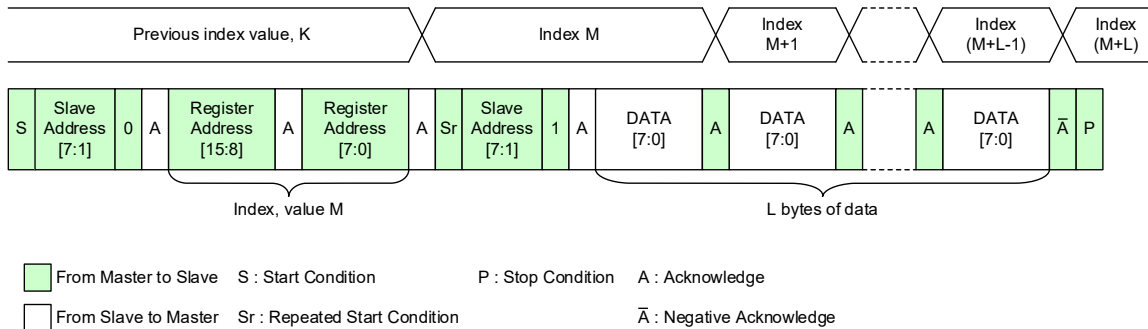 Previous index value, K
Index M
Index
M+1
Index
(M+L-1)
Index
(M+L)
S
Slave
Address
[7:1]
0
A
Register
Address
[15:8]
A
Register
Address
[7:0]
A
Sr
Slave
Address
[7:1]
1
A
DATA
[7:0]
A
DATA
[7:0]
A
A
DATA
[7:0]
A̅
P
Index, value M
L bytes of data
From Master to Slave
S : Start Condition
P : Stop Condition
A : Acknowledge
From Slave to Master
Sr : Repeated Start Condition
A̅ : Negative Acknowledge